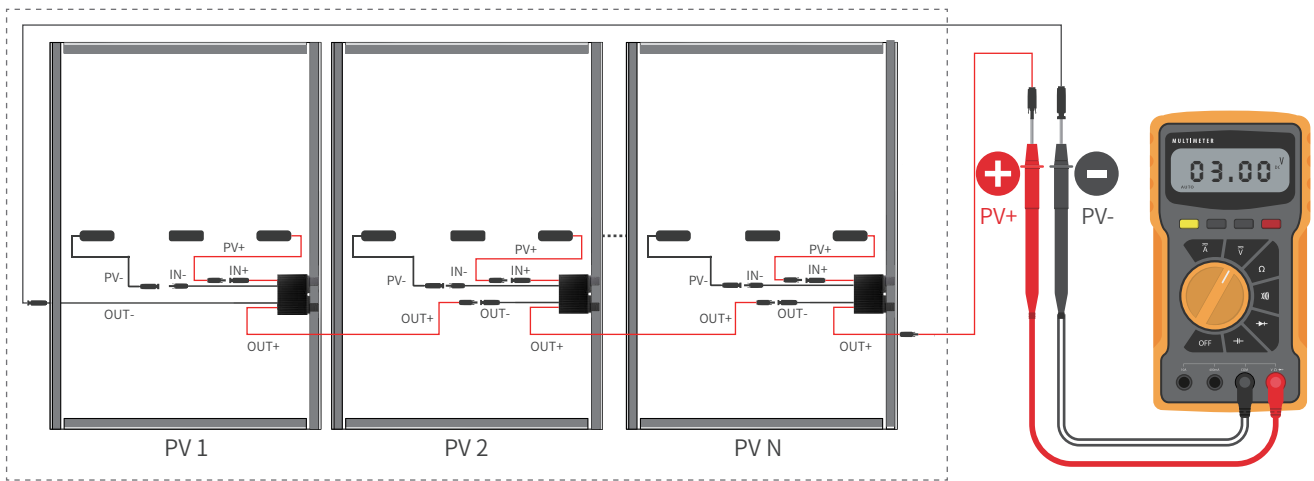 PV+
PV-
IN-
IN+
OUT-
OUT+
PV 1
PV+
PV-
IN-
IN+
OUT+
OUT-
OUT+
PV 2
PV+
PV-
IN-
IN+
OUT+
OUT-
OUT+
PV N
PV+
PV-
MULTIMETER
03.00 V
DC
AUTO
A
V
Ω
OFF